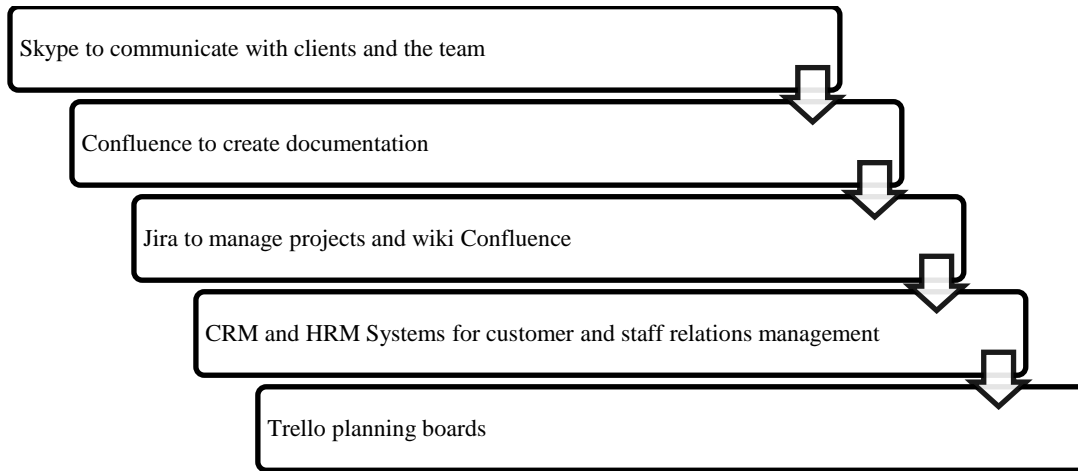 Skype to communicate with clients and the team
Confluence to create documentation
Jira to manage projects and wiki Confluence
CRM and HRM Systems for customer and staff relations management
Trello planning boards